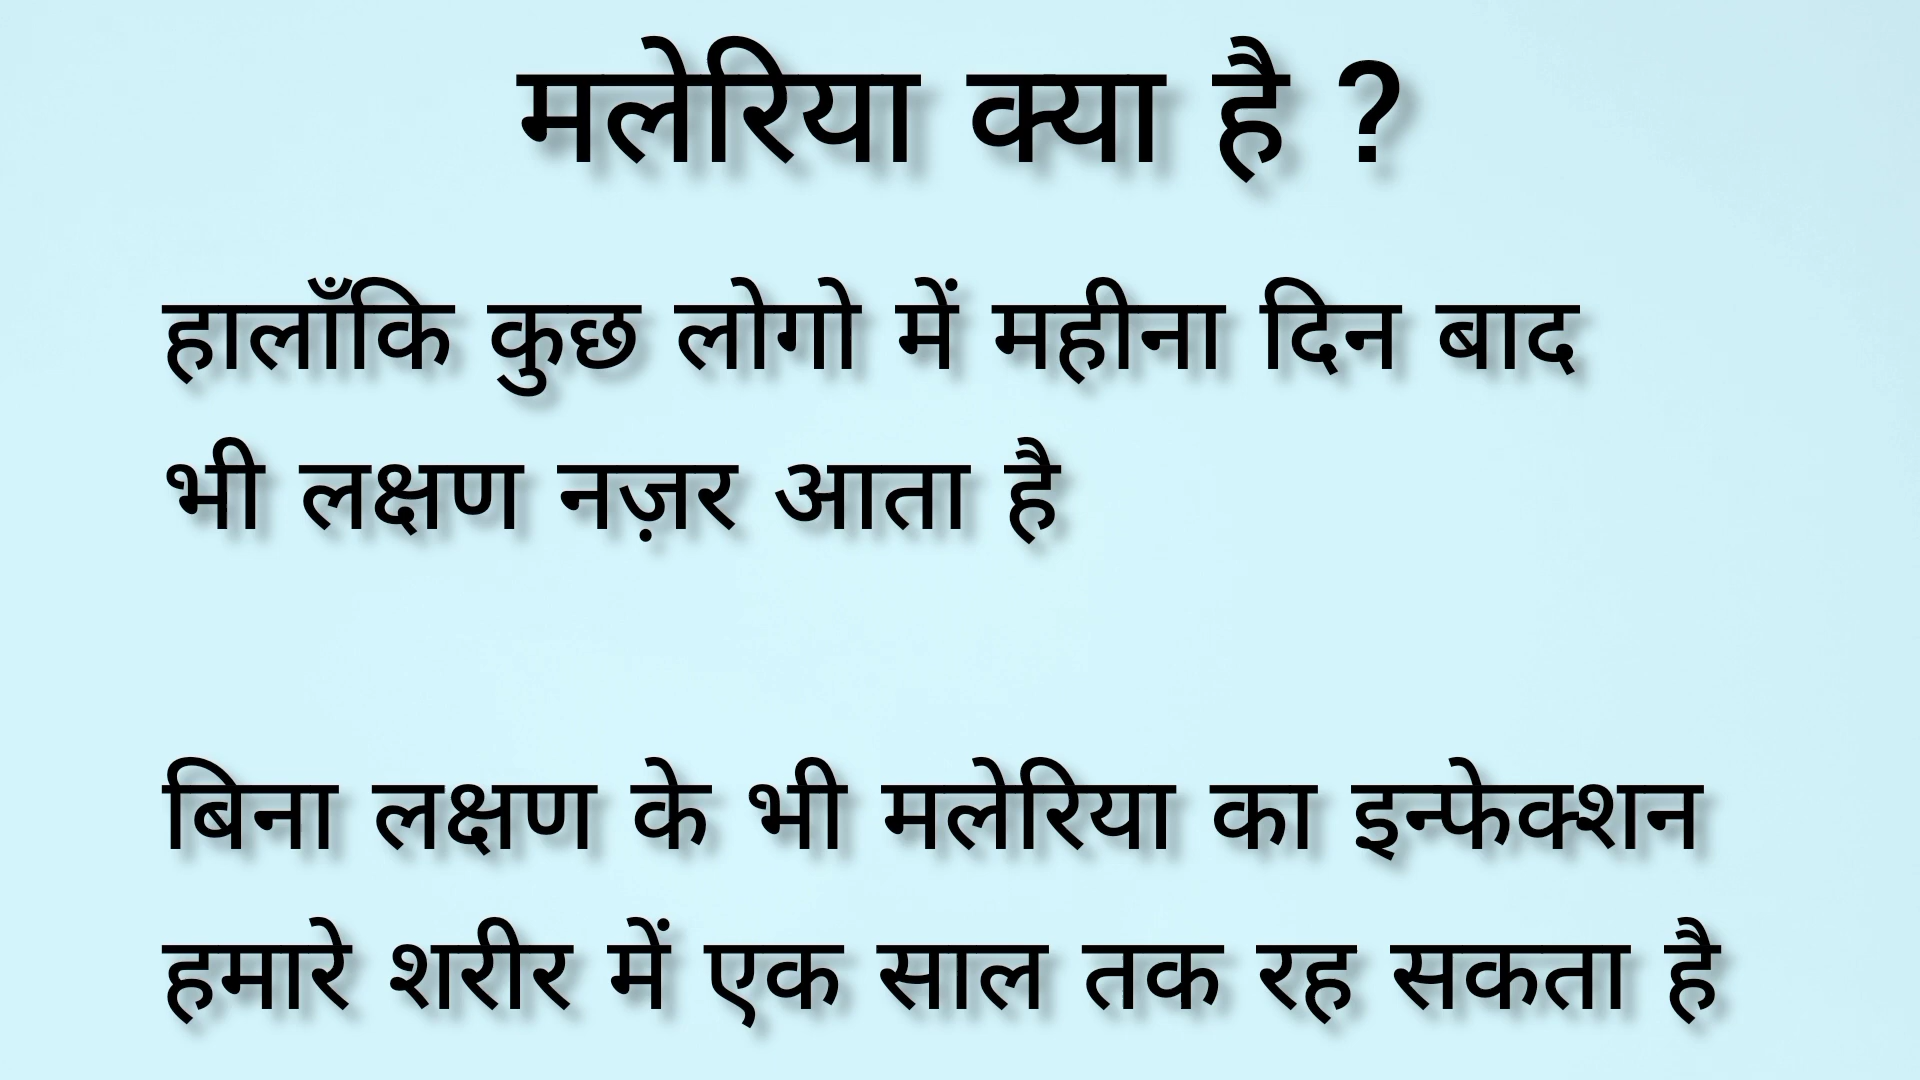 मलेरिया क्या है ?
हालाँकि कुछ लोगो में महीना दिन बाद
भी लक्षण नज़र आता है
बिना लक्षण के भी मलेरिया का इन्फेक्शन
हमारे शरीर में एक साल तक रह सकता है